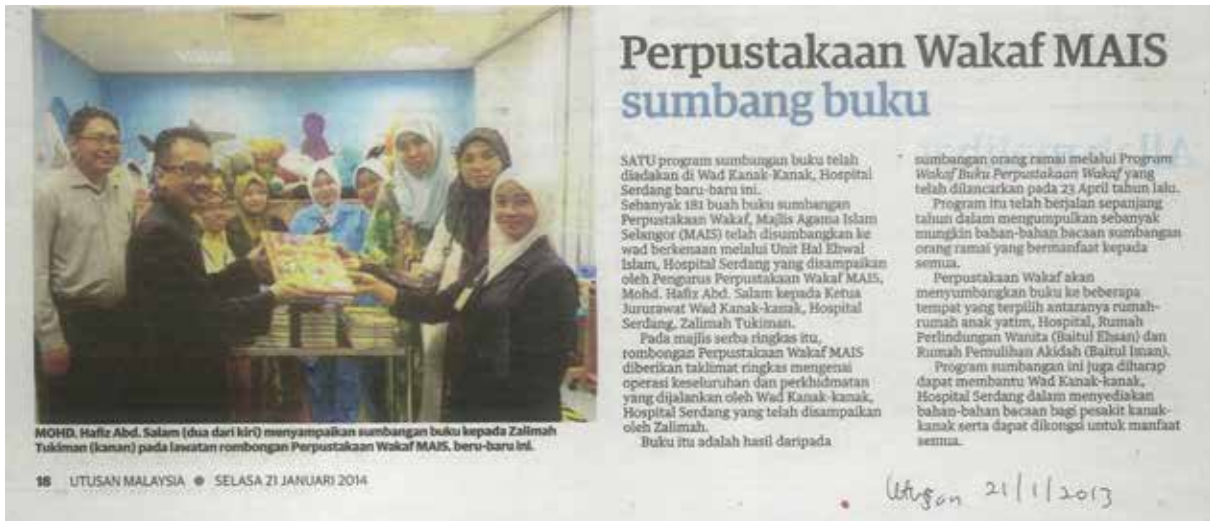 Perpustakaan Wakaf MAIS
sumbang buku
SATU program sumbangan buku telah
diadakan di Wad Kanak-Kanak, Hospital
Serdang baru-baru ini.
Sebanyak 181 buah buku sumbangan
Perpustakaan Wakaf, Majlis Agama Islam
Selangor (MAIS) telah disumbangkan ke
wad berkenaan melalui Unit Hal Ehwal
Islam, Hospital Serdang yang disampaikan
oleh Pengurus Perpustakaan Wakaf MAIS,
Mohd. Hafiz Abd. Salam kepada Ketua
Jururawat Wad Kanak-kanak, Hospital
Serdang, Zalimah Tukiman.
Pada majlis serba ringkas itu,
rombongan Perpustakaan Wakaf MAIS
diberikan taklimat ringkas mengenai
operasi keseluruhan dan perkhidmatan
yang dijalankan oleh Wad Kanak-kanak,
Hospital Serdang yang telah disampaikan
oleh Zalimah.
Buku itu adalah hasil daripada
sumbangan orang ramai melalui Program
Wakaf Buku Perpustakaan Wakaf yang
telah dilancarkan pada 23 April tahun lalu.
Program itu telah berjalan sepanjang
tahun dalam mengumpulkan sebanyak
mungkin bahan-bahan bacaan sumbangan
orang ramai yang bermanfaat kepada
semua.
Perpustakaan Wakaf akan
menyumbangkan buku ke beberapa
tempat yang terpilih antaranya rumah-
rumah anak yatim, Hospital, Rumah
Perlindungan Wanita (Baitul Ehsan) dan
Rumah Pemulihan Akidah (Baitul Iman).
Program sumbangan ini juga diharap
dapat membantu Wad Kanak-kanak,
Hospital Serdang dalam menyediakan
bahan-bahan bacaan bagi pesakit kanak-
kanak serta dapat dikongsi untuk manfaat
semua.
MOHD. Hafiz Abd. Salam (dua dari kiri) menyampaikan sumbangan buku kepada Zalimah
Tukiman (kanan) pada lawatan rombongan Perpustakaan Wakaf MAIS, beru-baru ini.
18 UTUSAN MALAYSIA ● SELASA 21 JANUARI 2014
Utusan 21/1/2013